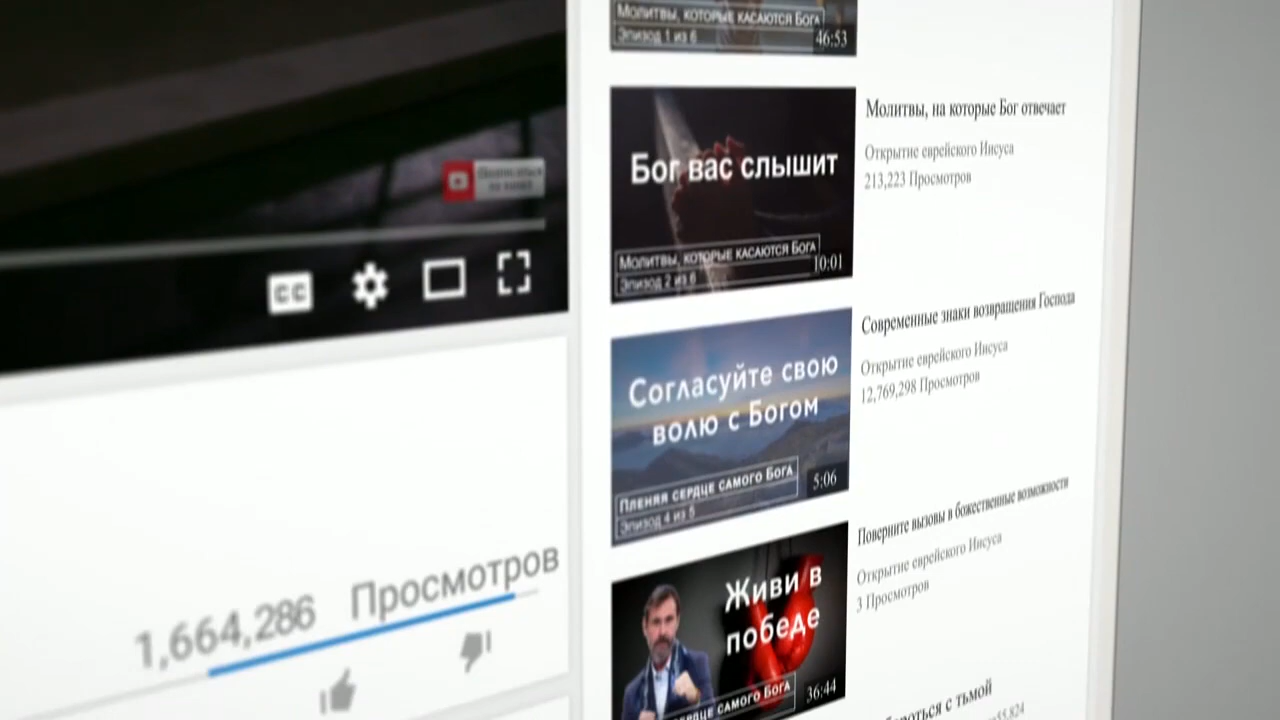 Молитвы, которые касаются Бога
Эпизод 1 из 6
46:53
Бог вас слышит
Молитвы, которые касаются Бога
10:01
Эпизод 2 из 6
Молитвы, на которые Бог отвечает
Открытие еврейского Иисуса
213,223 Просмотров
CC
Согласуйте свою
волю с Богом
Пленяя сердце самого Бога
5:06
Эпизод 4 из 5
Современные знаки возвращения Господа
Открытие еврейского Иисуса
12,769,298 Просмотров
1,664,286 Просмотров
Живи в
победе
самого Бога
36:44
Поверните вызовы в божественные возможности
Открытие еврейского Иисуса
3 Просмотров
с тьмой